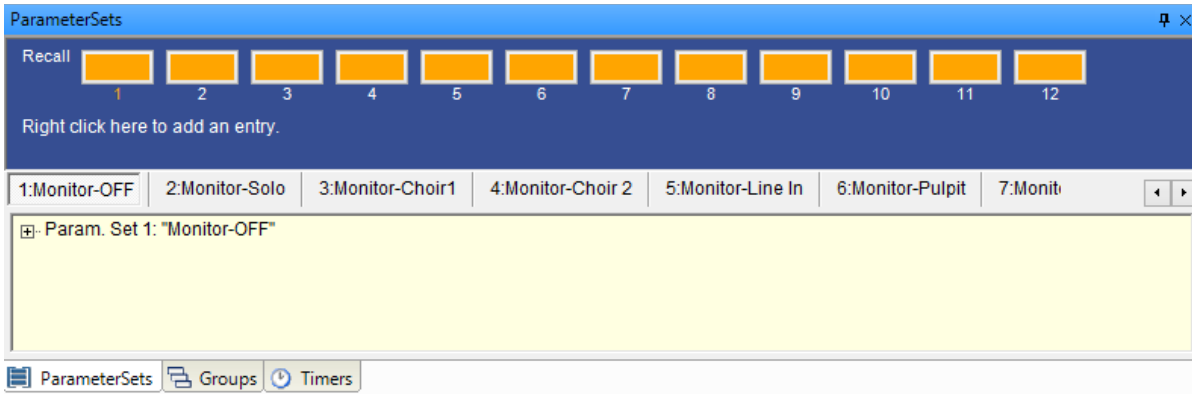 ParameterSets
Recall
1 2 3 4 5 6 7 8 9 10 11 12
Right click here to add an entry.
1:Monitor-OFF 2:Monitor-Solo 3:Monitor-Choir1 4:Monitor-Choir 2 5:Monitor-Line In 6:Monitor-Pulpit 7:Monit
Param. Set 1: "Monitor-OFF"
ParameterSets Groups Timers